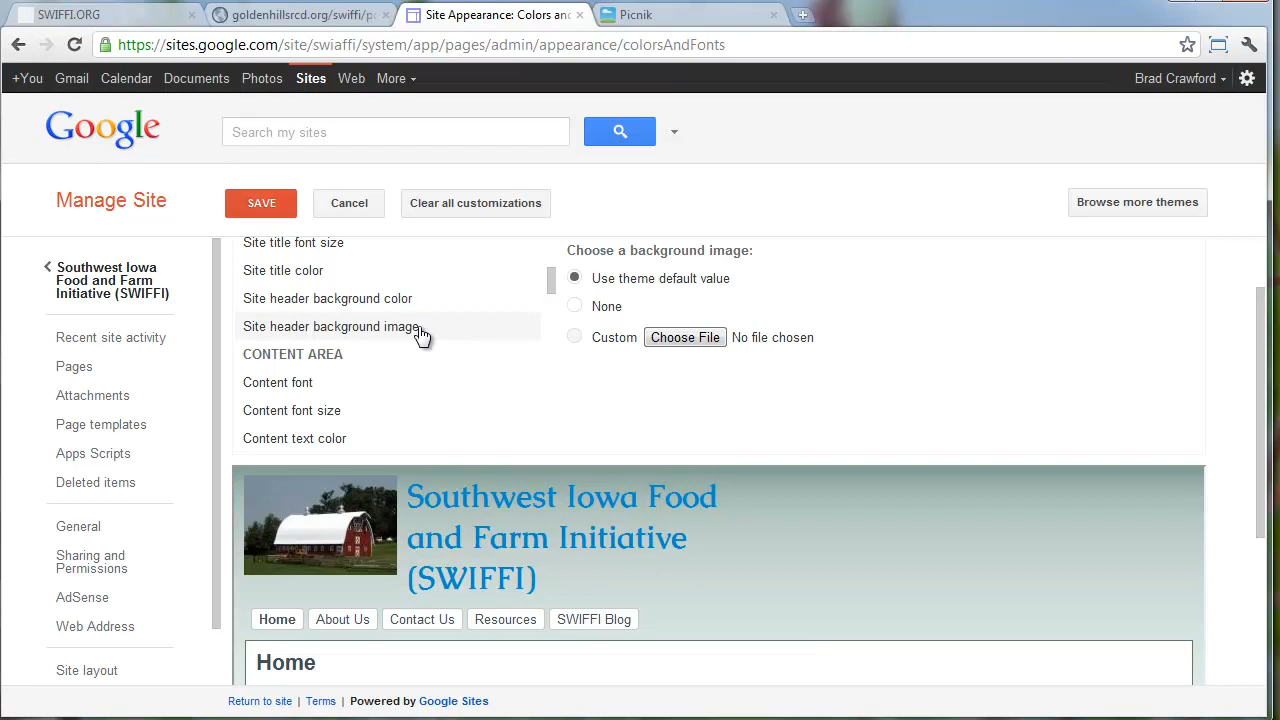 SWIFFI.ORG
goldenhillsrcd.org/swiffi/p
Site Appearance: Colors an
Picnik
https://sites.google.com/site/swiaffi/system/app/pages/admin/appearance/colorsAndFonts
+You Gmail Calendar Documents Photos Sites Web More
Brad Crawford
Google
Search my sites
Manage Site
SAVE
Cancel
Clear all customizations
Browse more themes
Southwest Iowa
Food and Farm
Initiative (SWIFFI)
Recent site activity
Pages
Attachments
Page templates
Apps Scripts
Deleted items
General
Sharing and
Permissions
AdSense
Web Address
Site layout
Site title font size
Site title color
Site header background color
Site header background image
CONTENT AREA
Content font
Content font size
Content text color
Choose a background image:
Use theme default value
None
Custom Choose File No file chosen
Southwest Iowa Food
and Farm Initiative
(SWIFFI)
Home About Us Contact Us Resources SWIFFI Blog
Home
Return to site | Terms | Powered by Google Sites